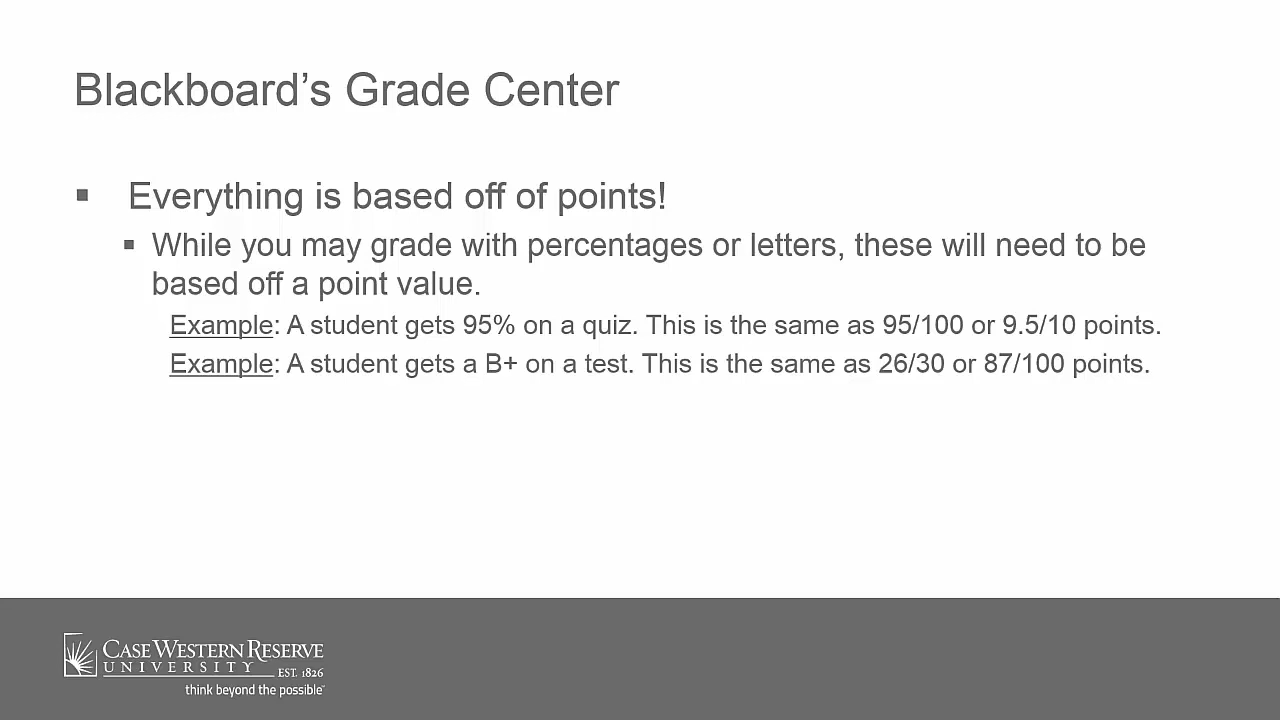 Blackboard’s Grade Center
▪ Everything is based off of points!
▪ While you may grade with percentages or letters, these will need to be
based off a point value.
Example: A student gets 95% on a quiz. This is the same as 95/100 or 9.5/10 points.
Example: A student gets a B+ on a test. This is the same as 26/30 or 87/100 points.
CASE WESTERN RESERVE
UNIVERSITY EST. 1826
think beyond the possible™